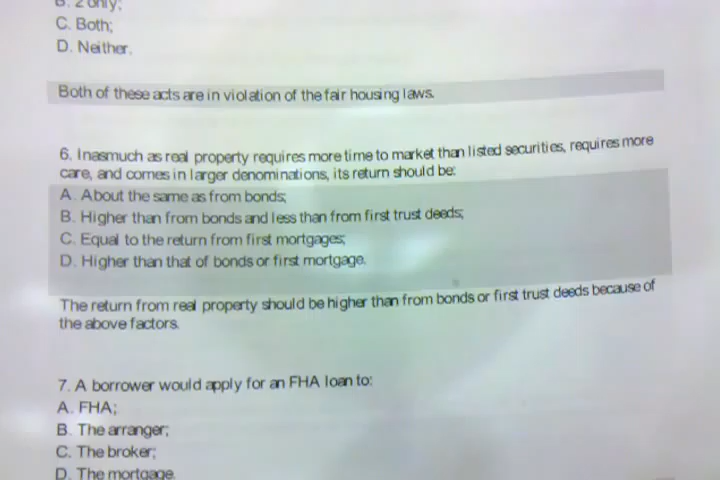 B. 2 only;
C. Both;
D. Neither.
Both of these acts are in violation of the fair housing laws.
6. Inasmuch as real property requires more time to market than listed securities, requires more
care, and comes in larger denominations, its return should be:
A. About the same as from bonds;
B. Higher than from bonds and less than from first trust deeds;
C. Equal to the return from first mortgages;
D. Higher than that of bonds or first mortgage.
The return from real property should be higher than from bonds or first trust deeds because of
the above factors.
7. A borrower would apply for an FHA loan to:
A. FHA;
B. The arranger;
C. The broker;
D. The mortgage.